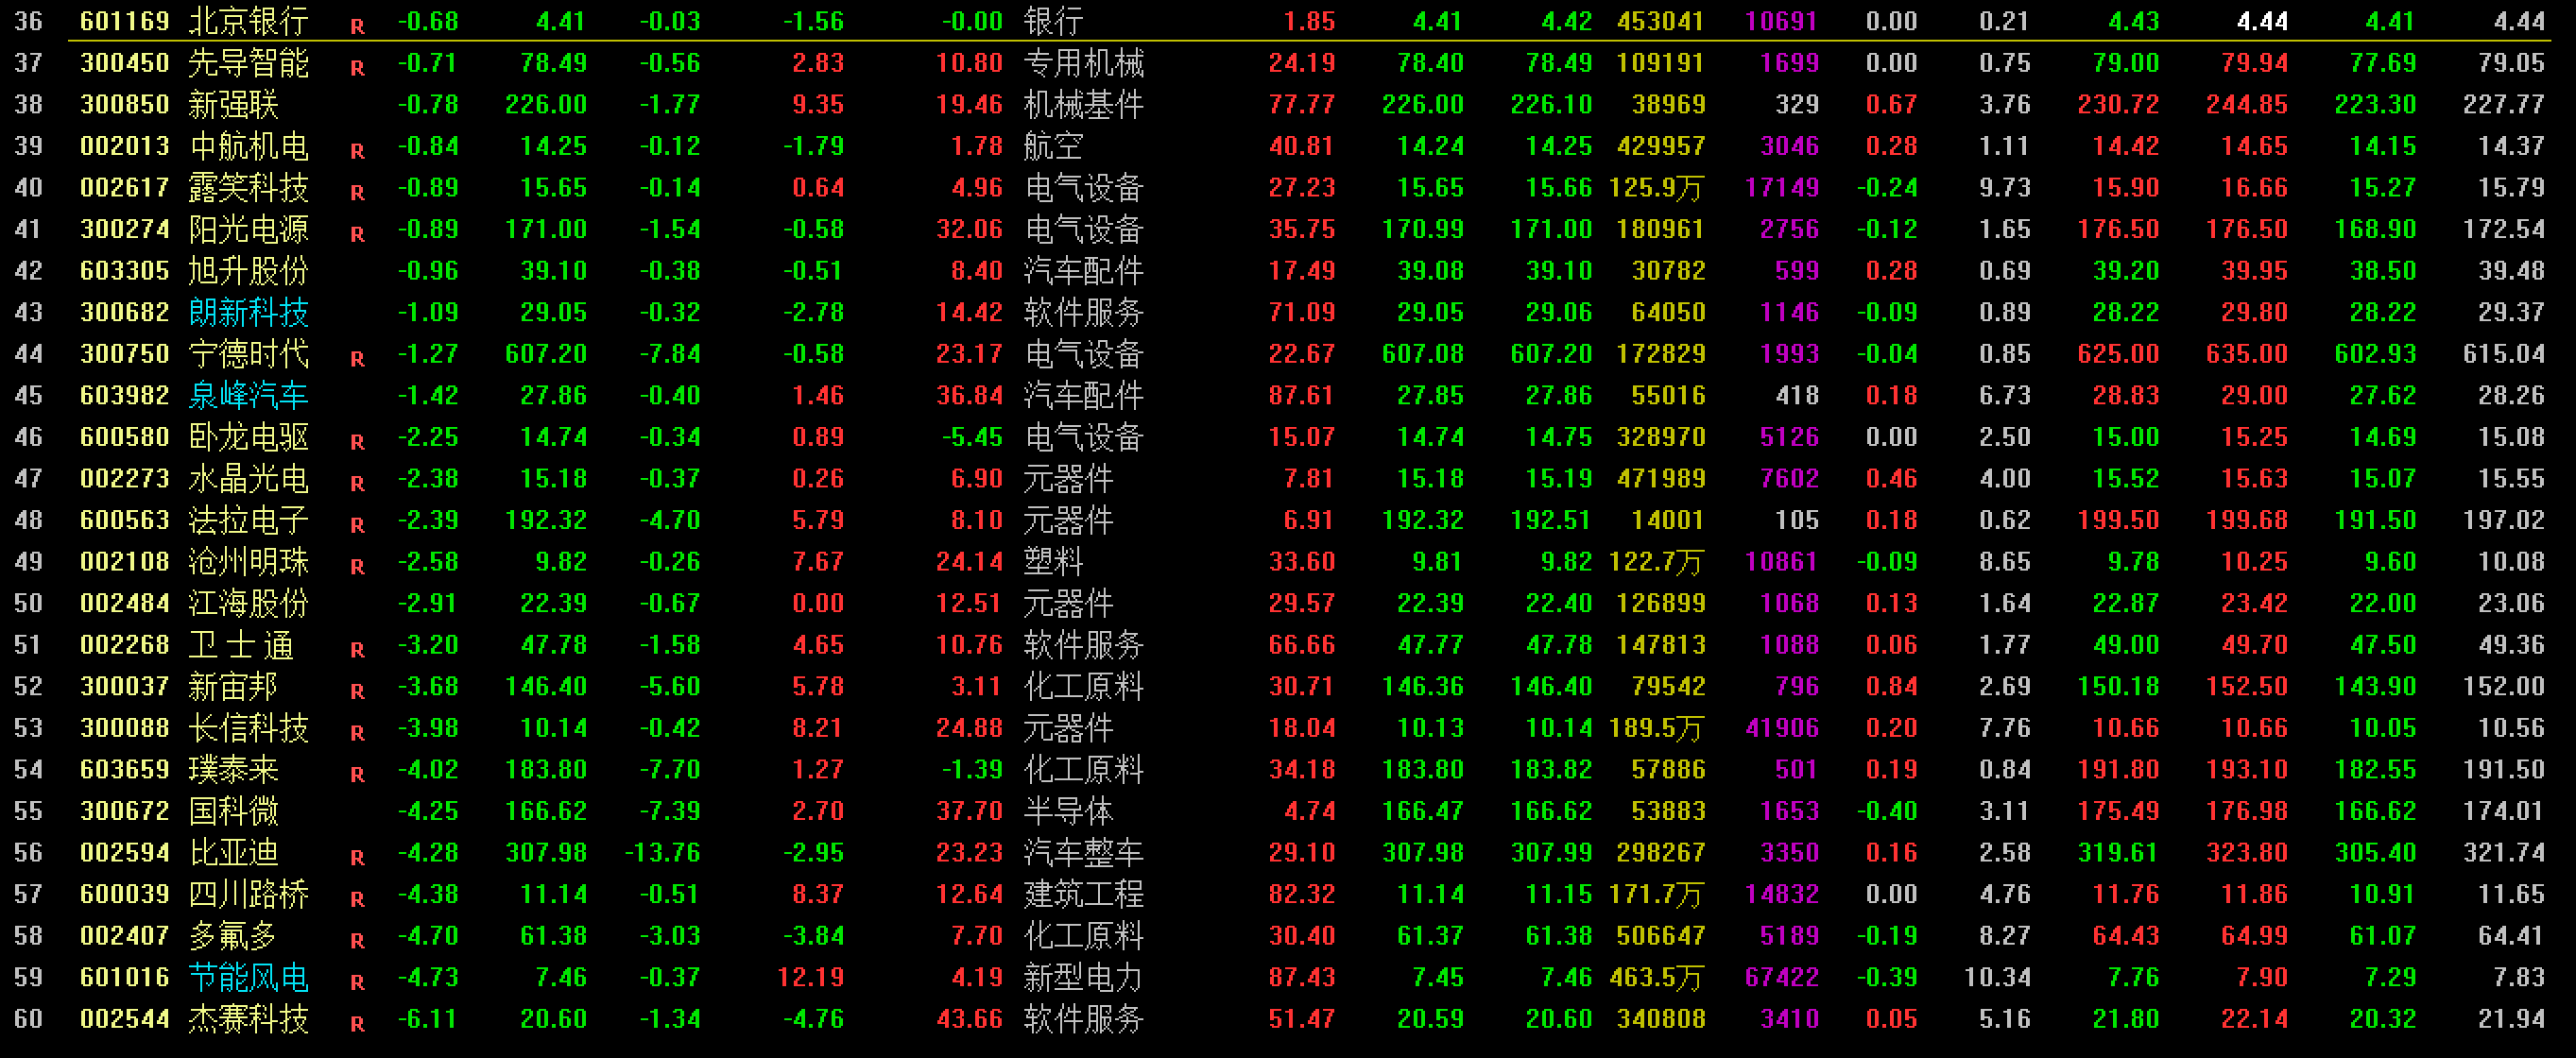 36 601169 北京银行 R -0.68 4.41 -0.03 -1.56 -0.00 银行 1.85 4.41 4.42 453041 10691 0.00 0.21 4.43 4.44 4.41 4.44
37 300450 先导智能 R -0.71 78.49 -0.56 2.83 10.80 专用机械 24.19 78.40 78.49 109191 1699 0.00 0.75 79.00 79.94 77.69 79.05
38 300850 新强联 -0.78 226.00 -1.77 9.35 19.46 机械基件 77.77 226.00 226.10 38969 329 0.67 3.76 230.72 244.85 223.30 227.77
39 002013 中航机电 R -0.84 14.25 -0.12 -1.79 1.78 航空 40.81 14.24 14.25 429957 3046 0.28 1.11 14.42 14.65 14.15 14.37
40 002617 露笑科技 R -0.89 15.65 -0.14 0.64 4.96 电气设备 27.23 15.65 15.66 125.9万 17149 -0.24 9.73 15.90 16.66 15.27 15.79
41 300274 阳光电源 R -0.89 171.00 -1.54 -0.58 32.06 电气设备 35.75 170.99 171.00 180961 2756 -0.12 1.65 176.50 176.50 168.90 172.54
42 603305 旭升股份 -0.96 39.10 -0.38 -0.51 8.40 汽车配件 17.49 39.08 39.10 30782 599 0.28 0.69 39.20 39.95 38.50 39.48
43 300682 朗新科技 -1.09 29.05 -0.32 -2.78 14.42 软件服务 71.09 29.05 29.06 64050 1146 -0.09 0.89 28.22 29.80 28.22 29.37
44 300750 宁德时代 R -1.27 607.20 -7.84 -0.58 23.17 电气设备 22.67 607.08 607.20 172829 1993 -0.04 0.85 625.00 635.00 602.93 615.04
45 603982 泉峰汽车 -1.42 27.86 -0.40 1.46 36.84 汽车配件 87.61 27.85 27.86 55016 418 0.18 6.73 28.83 29.00 27.62 28.26
46 600580 卧龙电驱 R -2.25 14.74 -0.34 0.89 -5.45 电气设备 15.07 14.74 14.75 328970 5126 0.00 2.50 15.00 15.25 14.69 15.08
47 002273 水晶光电 R -2.38 15.18 -0.37 0.26 6.90 元器件 7.81 15.18 15.19 471989 7602 0.46 4.00 15.52 15.63 15.07 15.55
48 600563 法拉电子 R -2.39 192.32 -4.70 5.79 8.10 元器件 6.91 192.32 192.51 14001 105 0.18 0.62 199.50 199.68 191.50 197.02
49 002108 沧州明珠 R -2.58 9.82 -0.26 7.67 24.14 塑料 33.60 9.81 9.82 122.7万 10861 -0.09 8.65 9.78 10.25 9.60 10.08
50 002484 江海股份 -2.91 22.39 -0.67 0.00 12.51 元器件 29.57 22.39 22.40 126899 1068 0.13 1.64 22.87 23.42 22.00 23.06
51 002268 卫士通 R -3.20 47.78 -1.58 4.65 10.76 软件服务 66.66 47.77 47.78 147813 1088 0.06 1.77 49.00 49.70 47.50 49.36
52 300037 新宙邦 R -3.68 146.40 -5.60 5.78 3.11 化工原料 30.71 146.36 146.40 79542 796 0.84 2.69 150.18 152.50 143.90 152.00
53 300088 长信科技 R -3.98 10.14 -0.42 8.21 24.88 元器件 18.04 10.13 10.14 189.5万 41906 0.20 7.76 10.66 10.66 10.05 10.56
54 603659 璞泰来 R -4.02 183.80 -7.70 1.27 -1.39 化工原料 34.18 183.80 183.82 57886 501 0.19 0.84 191.80 193.10 182.55 191.50
55 300672 国科微 -4.25 166.62 -7.39 2.70 37.70 半导体 4.74 166.47 166.62 53883 1653 -0.40 3.11 175.49 176.98 166.62 174.01
56 002594 比亚迪 R -4.28 307.98 -13.76 -2.95 23.23 汽车整车 29.10 307.98 307.99 298267 3350 0.16 2.58 319.61 323.80 305.40 321.74
57 600039 四川路桥 R -4.38 11.14 -0.51 8.37 12.64 建筑工程 82.32 11.14 11.15 171.7万 14832 0.00 4.76 11.76 11.86 10.91 11.65
58 002407 多氟多 R -4.70 61.38 -3.03 -3.84 7.70 化工原料 30.40 61.37 61.38 506647 5189 -0.19 8.27 64.43 64.99 61.07 64.41
59 601016 节能风电 R -4.73 7.46 -0.37 12.19 4.19 新型电力 87.43 7.45 7.46 463.5万 67422 -0.39 10.34 7.76 7.90 7.29 7.83
60 002544 杰赛科技 R -6.11 20.60 -1.34 -4.76 43.66 软件服务 51.47 20.59 20.60 340808 3410 0.05 5.16 21.80 22.14 20.32 21.94